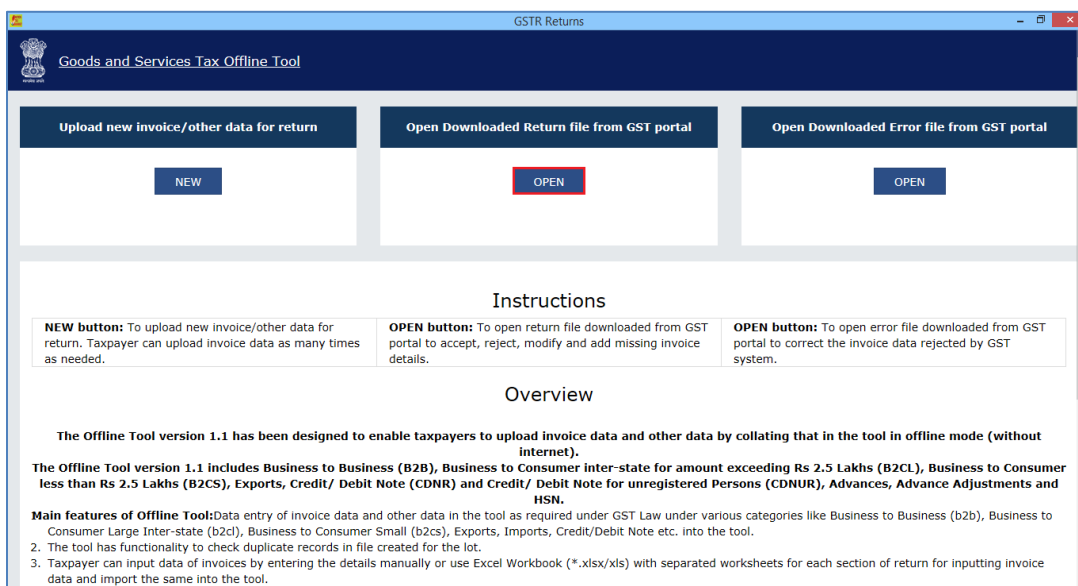 GSTR Returns
Goods and Services Tax Offline Tool
Upload new invoice/other data for return
NEW
Open Downloaded Return file from GST portal
OPEN
Open Downloaded Error file from GST portal
OPEN
Instructions
NEW button: To upload new invoice/other data for
return. Taxpayer can upload invoice data as many times
as needed.
OPEN button: To open return file downloaded from GST
portal to accept, reject, modify and add missing invoice
details.
OPEN button: To open error file downloaded from GST
portal to correct the invoice data rejected by GST
system.
Overview
The Offline Tool version 1.1 has been designed to enable taxpayers to upload invoice data and other data by collating that in the tool in offline mode (without
internet).
The Offline Tool version 1.1 includes Business to Business (B2B), Business to Consumer inter-state for amount exceeding Rs 2.5 Lakhs (B2CL), Business to Consumer
less than Rs 2.5 Lakhs (B2CS), Exports, Credit/ Debit Note (CDNR) and Credit/ Debit Note for unregistered Persons (CDNUR), Advances, Advance Adjustments and
HSN.
Main features of Offline Tool:Data entry of invoice data and other data in the tool as required under GST Law under various categories like Business to Business (b2b), Business to
Consumer Large Inter-state (b2cl), Business to Consumer Small (b2cs), Exports, Imports, Credit/Debit Note etc. into the tool.
2. The tool has functionality to check duplicate records in file created for the lot.
3. Taxpayer can input data of invoices by entering the details manually or use Excel Workbook (*.xlsx/xls) with separated worksheets for each section of return for inputting invoice
data and import the same into the tool.